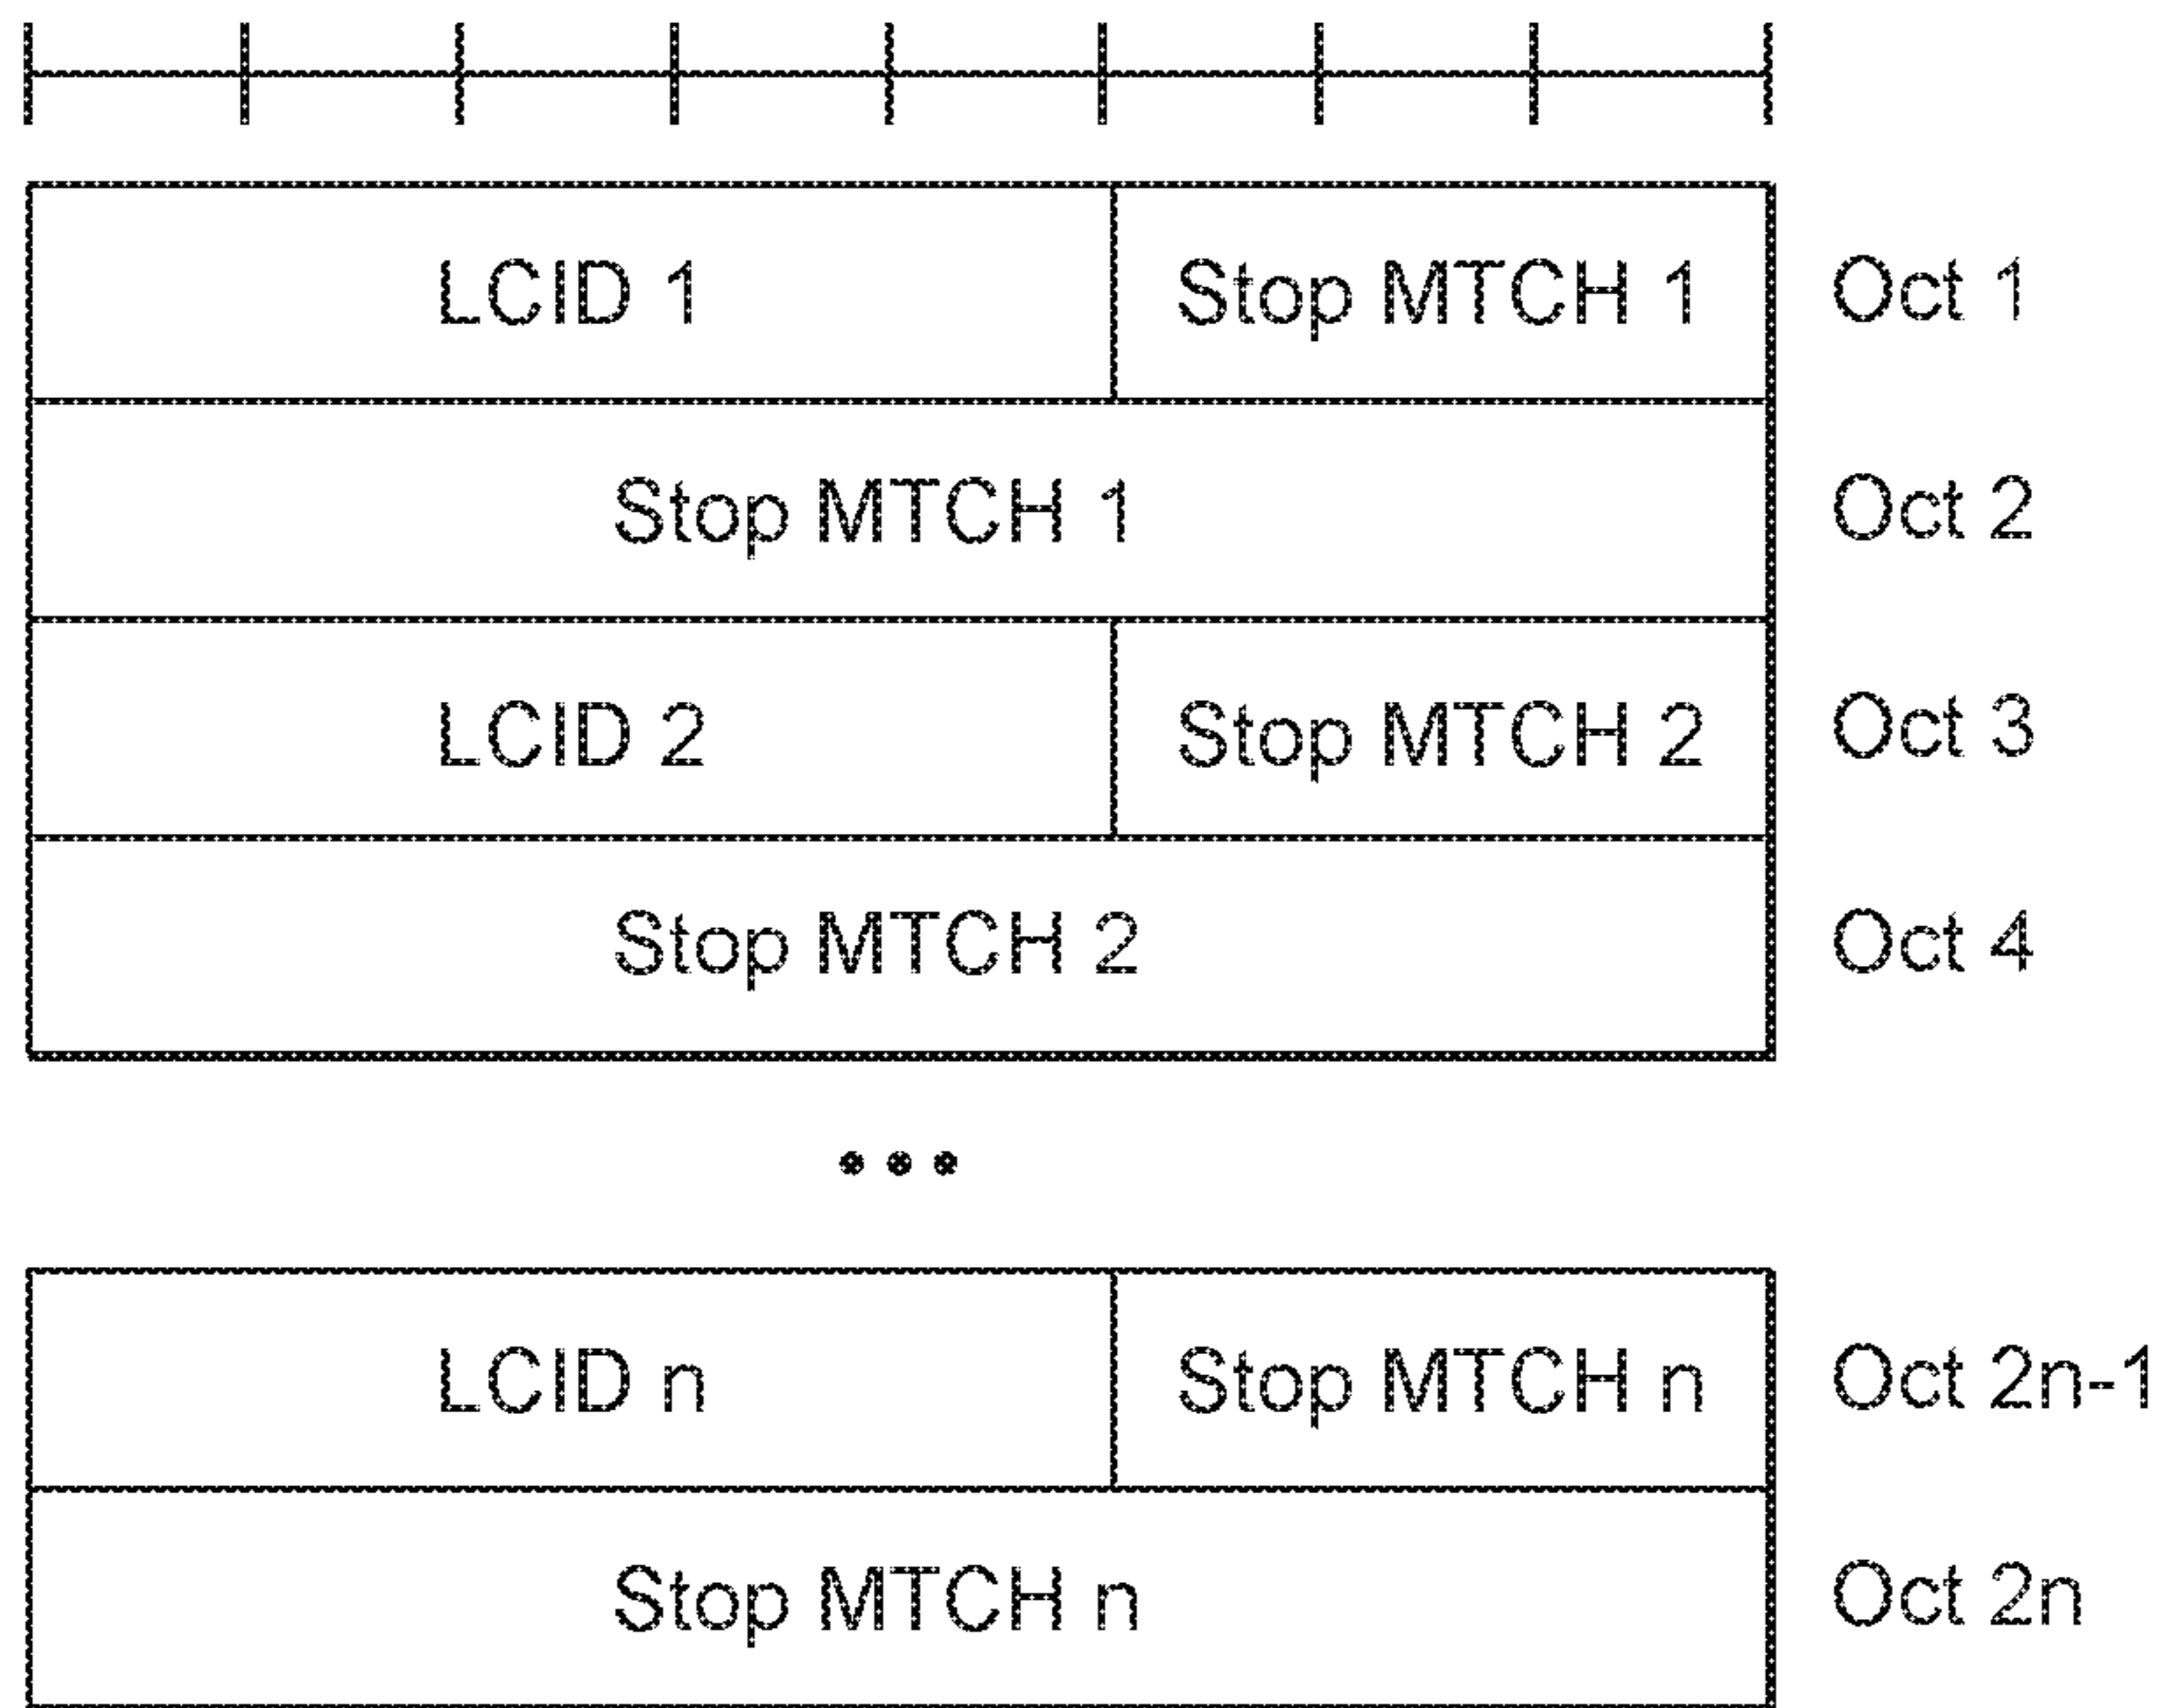 LCID 1 Stop MTCH 1 Oct 1
Stop MTCH 1 Oct 2
LCID 2 Stop MTCH 2 Oct 3
Stop MTCH 2 Oct 4
...
LCID n Stop MTCH n Oct 2n-1
Stop MTCH n Oct 2n